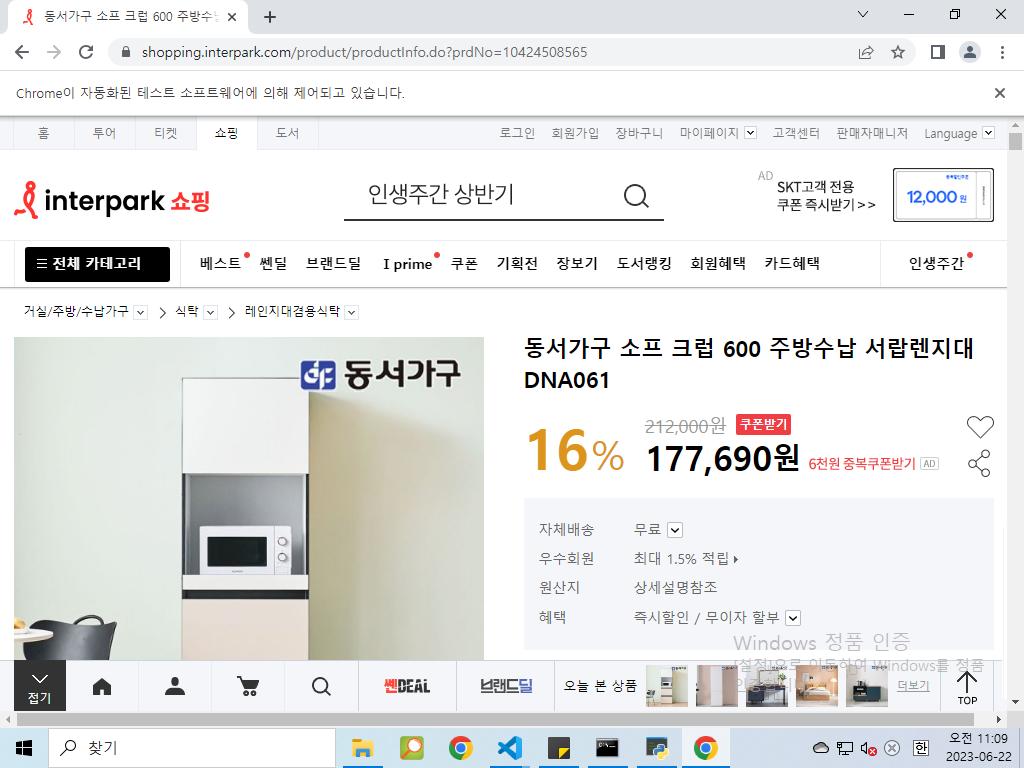 동서가구 소프 크럽 600 주방수납
shopping.interpark.com/product/productInfo.do?prdNo=10424508565
Chrome이 자동화된 테스트 소프트웨어에 의해 제어되고 있습니다.
홈 투어 티켓 쇼핑 도서 로그인 회원가입 장바구니 마이페이지 고객센터 판매자매니저 Language
interpark 쇼핑 인생주간 상반기
AD SKT고객 전용
쿠폰 즉시받기 >>
12,000원
전체 카테고리 베스트 쎈딜 브랜드딜 I prime 쿠폰 기획전 장보기 도서랭킹 회원혜택 카드혜택 인생주간
거실/주방/수납가구 식탁 레인지대겸용식탁
동서가구
동서가구 소프 크럽 600 주방수납 서랍렌지대
DNA061
16% 212,000원 쿠폰받기
177,690원 6천원 중복쿠폰받기 AD
자체배송 무료
우수회원 최대 1.5% 적립
원산지 상세설명참조
혜택 즉시할인 / 무이자 할부
Windows 정품 인증
[설정]으로 이동하여 Windows를 정품
접기 쎈DEAL 브랜드딜 오늘 본 상품 더보기 TOP
찾기
한
오전 11:09
2023-06-22